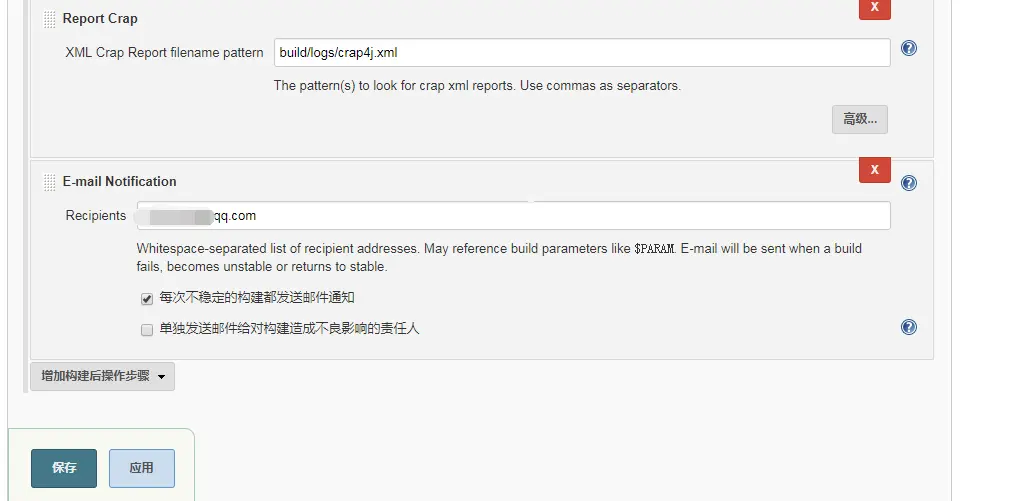 Report Crap
X
XML Crap Report filename pattern
build/logs/crap4j.xml
?
The pattern(s) to look for crap xml reports. Use commas as separators.
高级...
E-mail Notification
X
?
Recipients
qq.com
Whitespace-separated list of recipient addresses. May reference build parameters like $PARAM. E-mail will be sent when a build
fails, becomes unstable or returns to stable.
每次不稳定的构建都发送邮件通知
单独发送邮件给对构建造成不良影响的责任人
?
增加构建后操作步骤
保存
应用